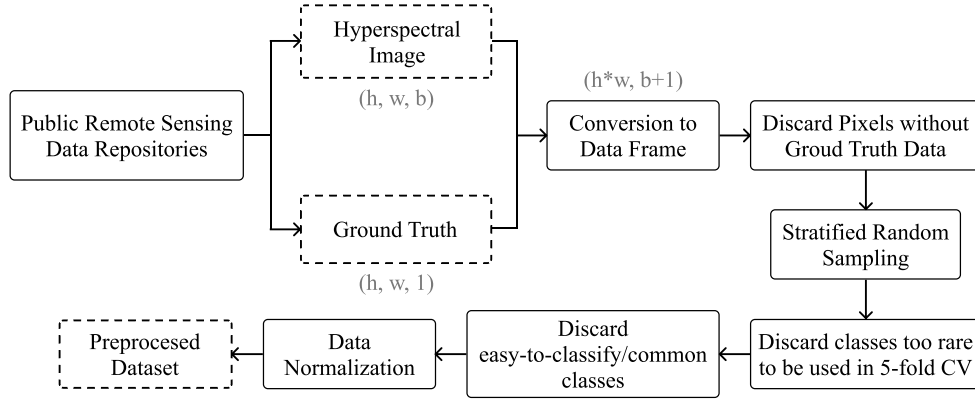 Hyperspectral
Image
(h, w, b)
Public Remote Sensing
Data Repositories
Ground Truth
(h, w, 1)
(h*w, b+1)
Conversion to
Data Frame
Discard Pixels without
Groud Truth Data
Stratified Random
Sampling
Discard classes too rare
to be used in 5-fold CV
Discard
easy-to-classify/common
classes
Data
Normalization
Preprocesed
Dataset